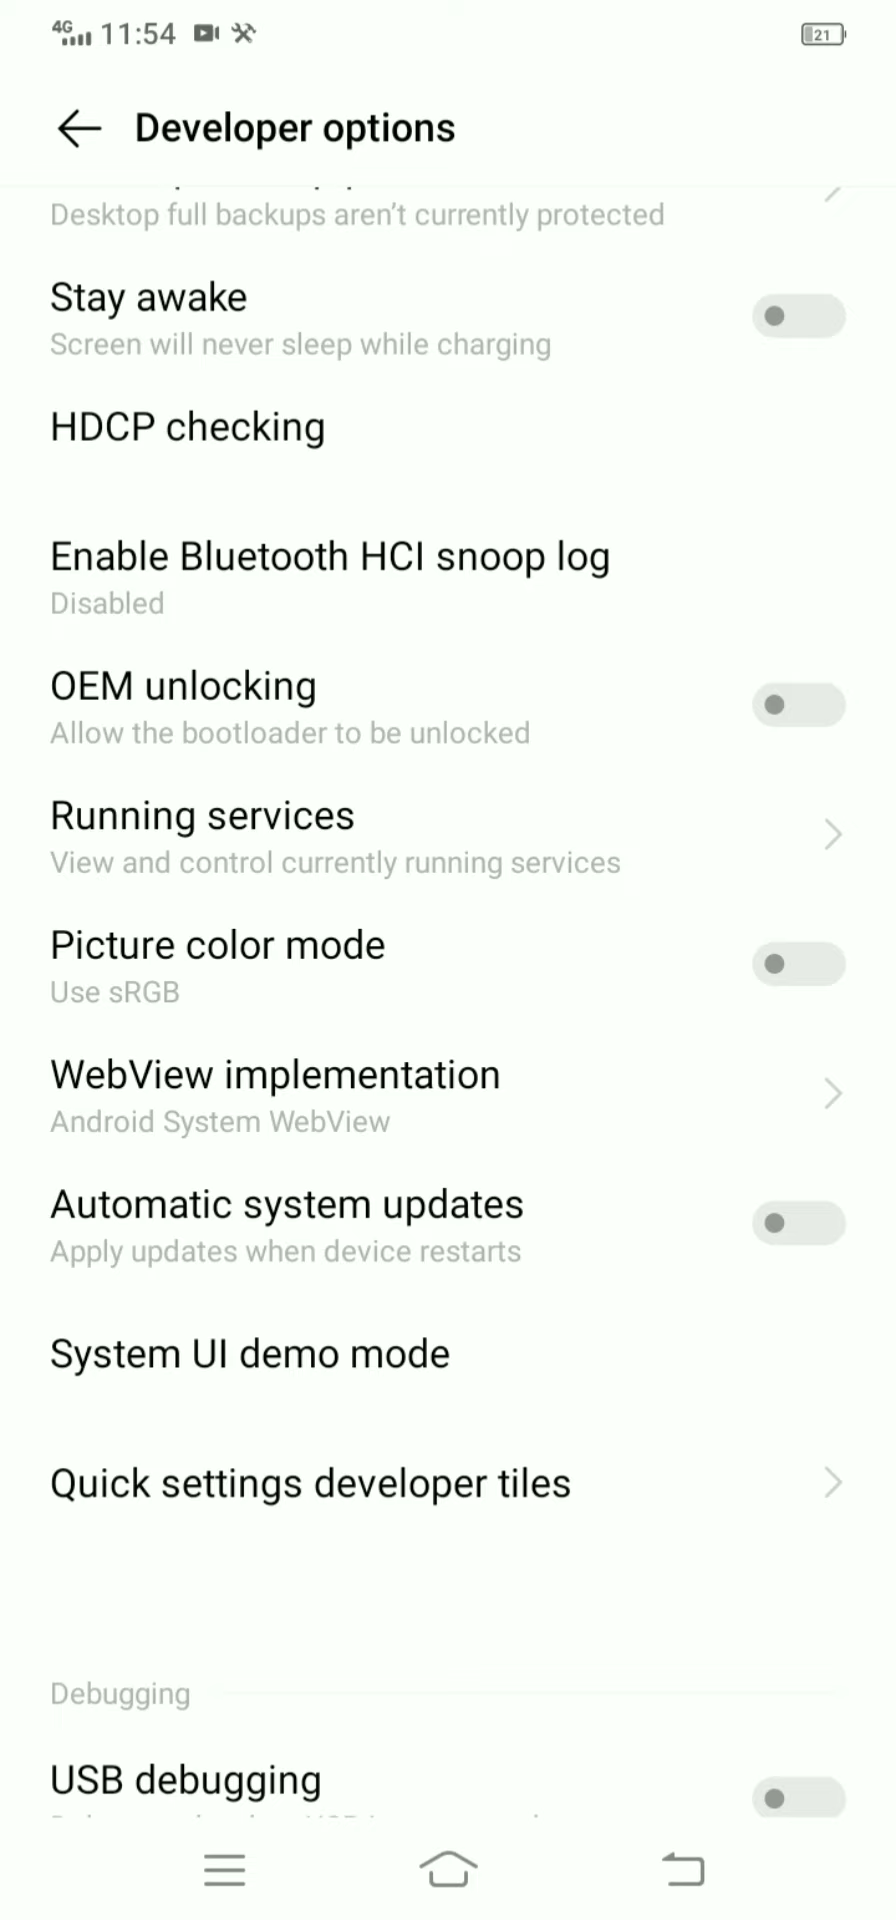 4G 11:54 21
Developer options
Desktop full backups aren't currently protected
Stay awake
Screen will never sleep while charging
HDCP checking
Enable Bluetooth HCI snoop log
Disabled
OEM unlocking
Allow the bootloader to be unlocked
Running services
View and control currently running services
Picture color mode
Use sRGB
WebView implementation
Android System WebView
Automatic system updates
Apply updates when device restarts
System UI demo mode
Quick settings developer tiles
Debugging
USB debugging